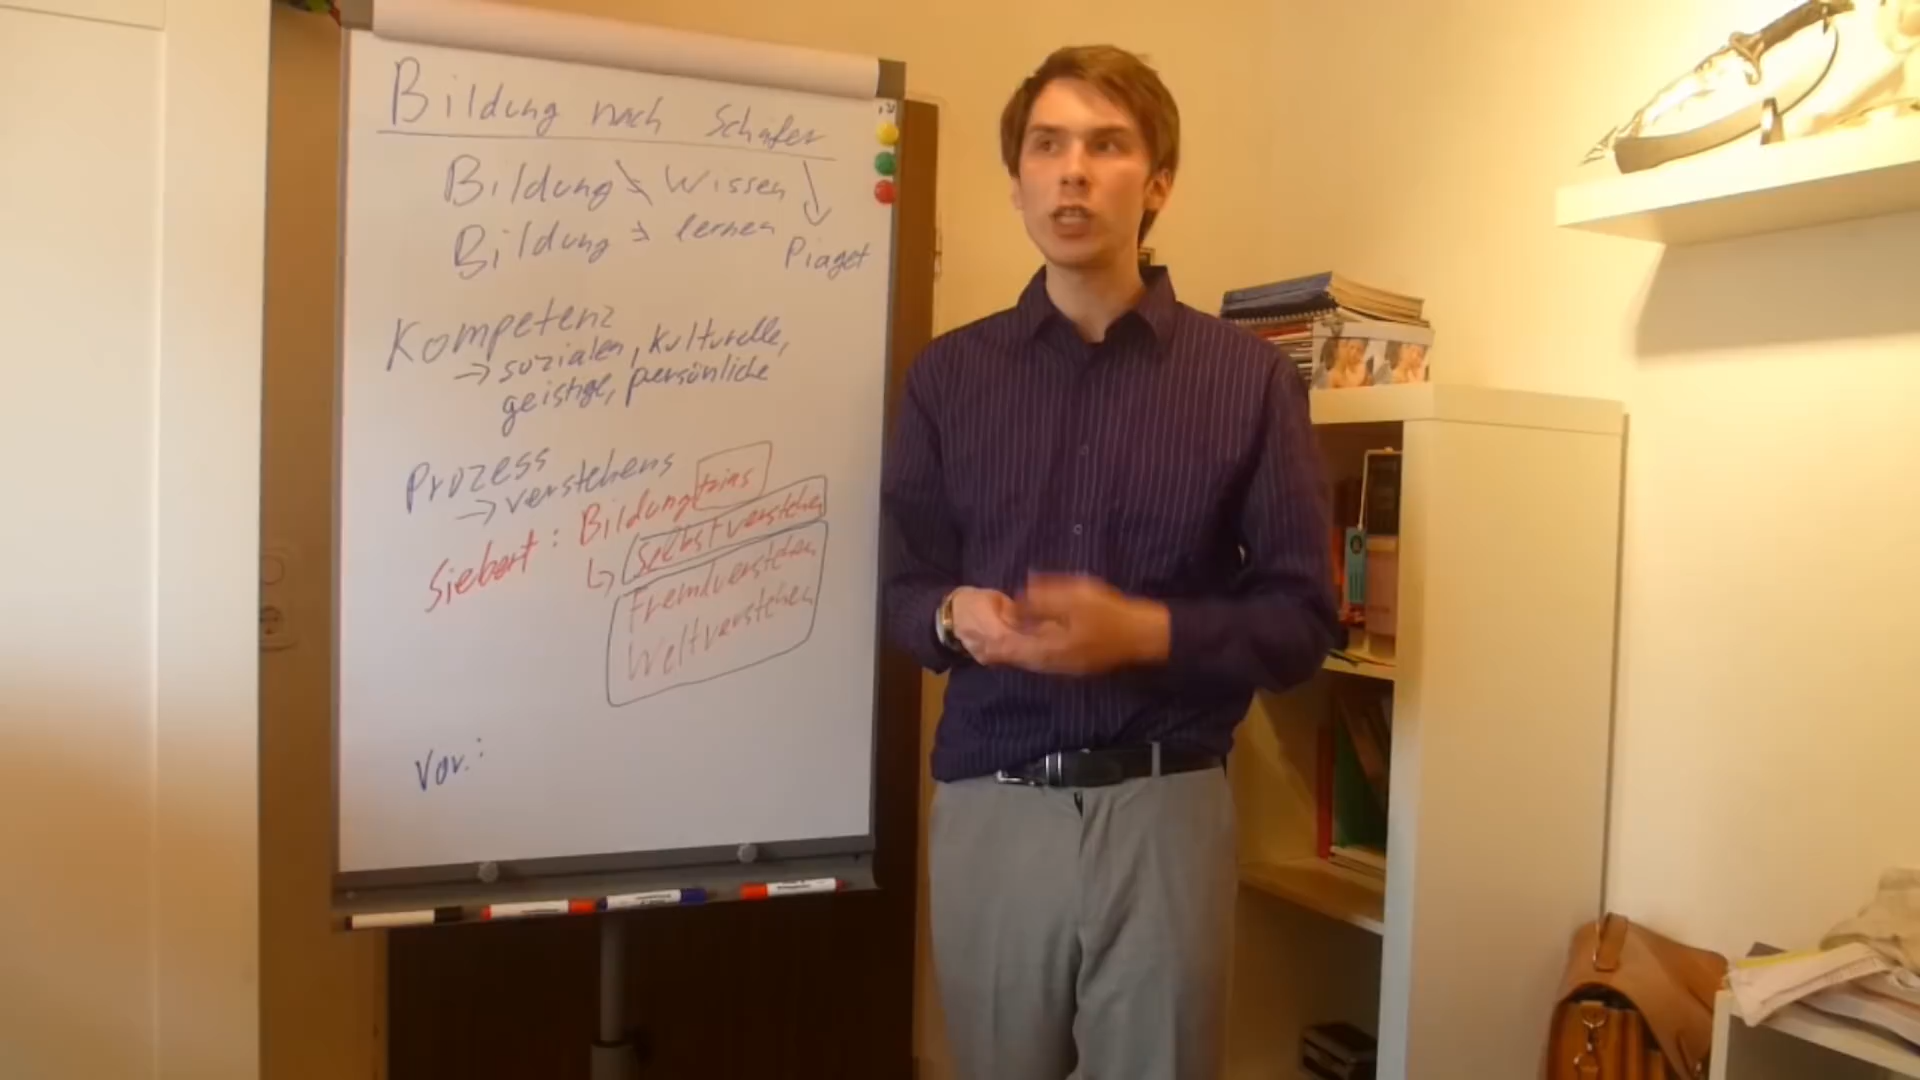 Bildung nach Schäfer
Bildung ≠ Wissen
Bildung ≠ lernen
Piaget
Kompetenz
→ sozialen, kulturelle,
geistige, persönliche
Prozess
→ verstehens
Siebert: Bildungstrias
↳ Selbstverstehen
Fremdverstehen
Weltverstehen
Vor.: